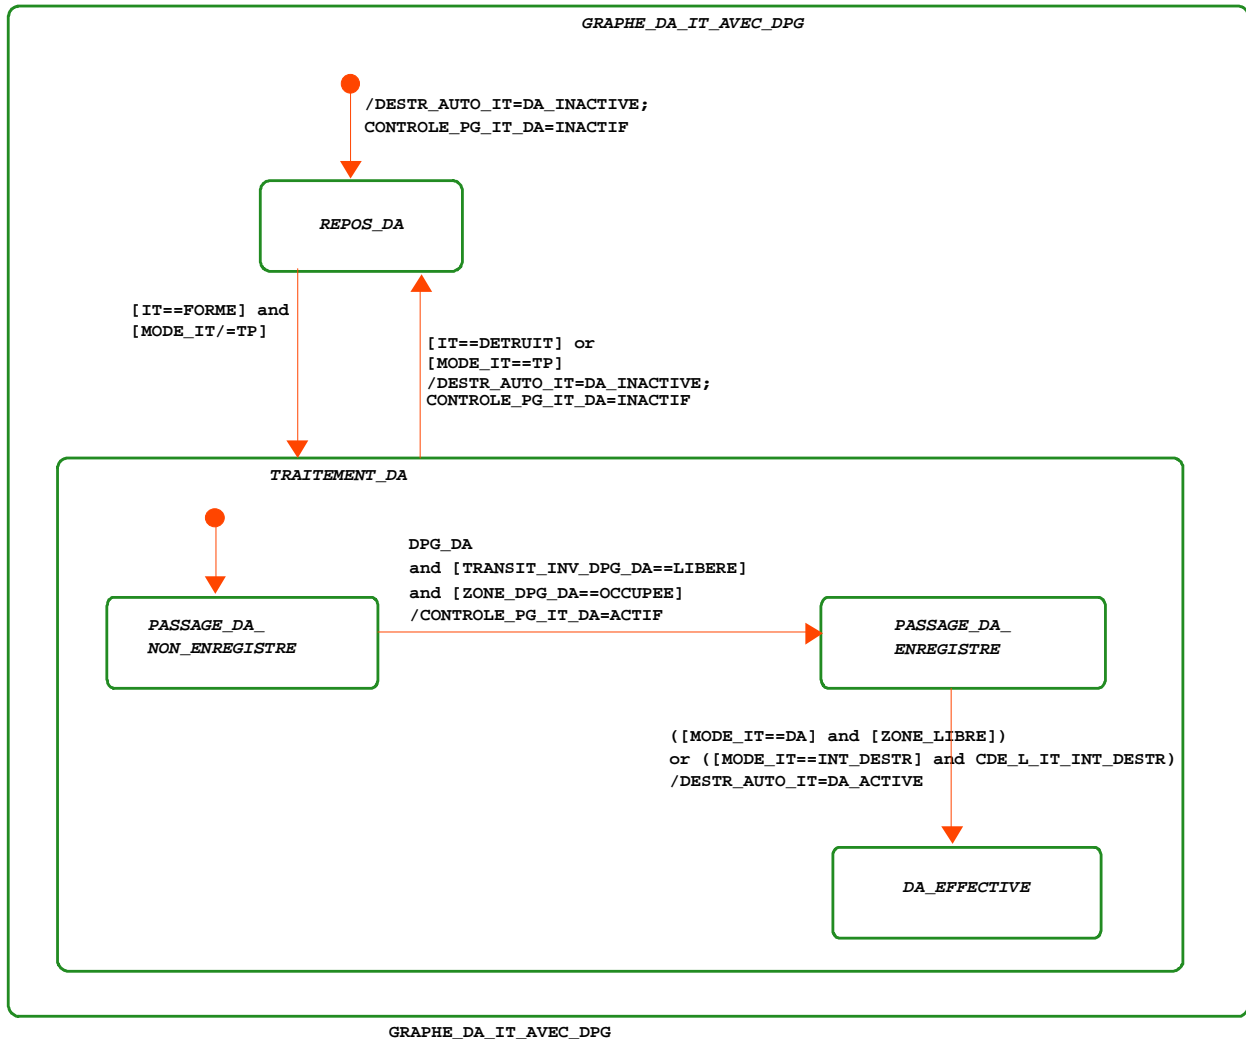 GRAPHE_DA_IT_AVEC_DPG
/DESTR_AUTO_IT=DA_INACTIVE;
CONTROLE_PG_IT_DA=INACTIF
REPOS_DA
[IT==FORME] and
[MODE_IT/=TP]
[IT==DETRUIT] or
[MODE_IT==TP]
/DESTR_AUTO_IT=DA_INACTIVE;
CONTROLE_PG_IT_DA=INACTIF
TRAITEMENT_DA
DPG_DA
and [TRANSIT_INV_DPG_DA==LIBERE]
and [ZONE_DPG_DA==OCCUPEE]
/CONTROLE_PG_IT_DA=ACTIF
PASSAGE_DA_
NON_ENREGISTRE
PASSAGE_DA_
ENREGISTRE
([MODE_IT==DA] and [ZONE_LIBRE])
or ([MODE_IT==INT_DESTR] and CDE_L_IT_INT_DESTR)
/DESTR_AUTO_IT=DA_ACTIVE
DA_EFFECTIVE
GRAPHE_DA_IT_AVEC_DPG